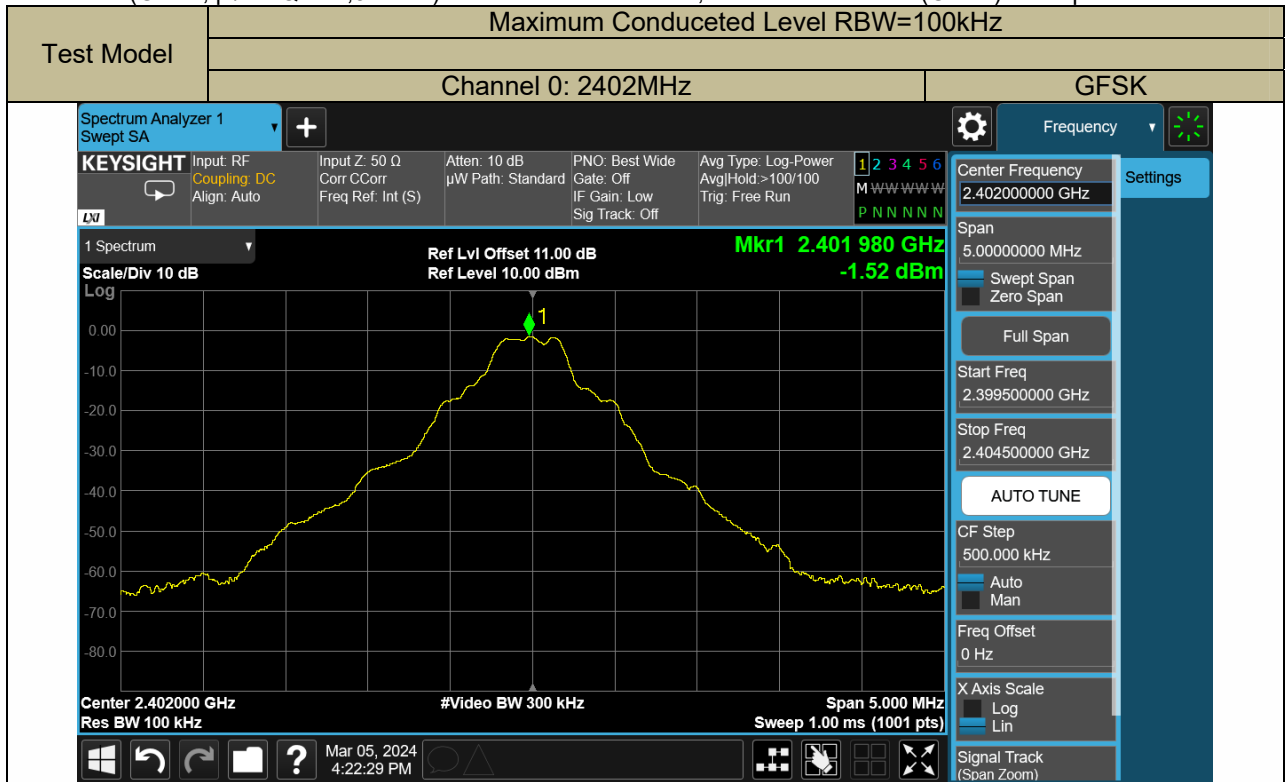 Maximum Conduceted Level RBW=100kHz
Test Model
Channel 0: 2402MHz GFSK
Spectrum Analyzer 1
Swept SA
Frequency
KEYSIGHT
LXI
Input: RF
Coupling: DC
Align: Auto
Input Z: 50 Ω
Corr CCorr
Freq Ref: Int (S)
Atten: 10 dB
µW Path: Standard
PNO: Best Wide
Gate: Off
IF Gain: Low
Sig Track: Off
Avg Type: Log-Power
Avg|Hold:>100/100
Trig: Free Run
1 2 3 4 5 6
M W W W W W
P N N N N N
1 Spectrum
Scale/Div 10 dB
Log
Ref Lvl Offset 11.00 dB
Ref Level 10.00 dBm
Mkr1 2.401 980 GHz
-1.52 dBm
1
0.00
-10.0
-20.0
-30.0
-40.0
-50.0
-60.0
-70.0
-80.0
Center 2.402000 GHz
Res BW 100 kHz
#Video BW 300 kHz
Span 5.000 MHz
Sweep 1.00 ms (1001 pts)
Mar 05, 2024
4:22:29 PM
Center Frequency
2.402000000 GHz
Settings
Span
5.00000000 MHz
Swept Span
Zero Span
Full Span
Start Freq
2.399500000 GHz
Stop Freq
2.404500000 GHz
AUTO TUNE
CF Step
500.000 kHz
Auto
Man
Freq Offset
0 Hz
X Axis Scale
Log
Lin
Signal Track
(Span Zoom)